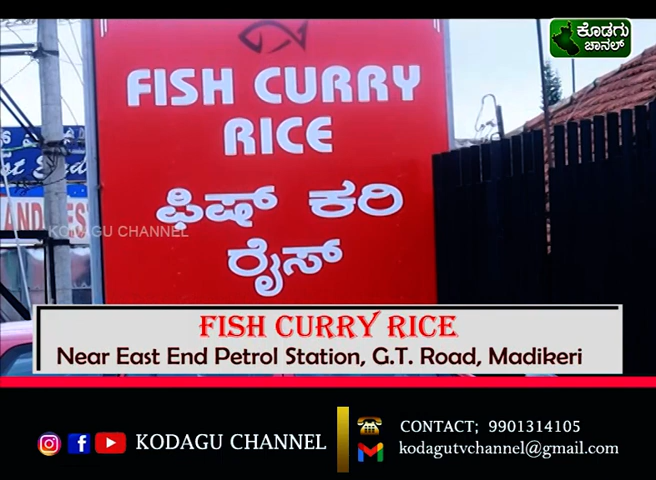 ಕೊಡಗು
ಚಾನಲ್
FISH CURRY
RICE
ಫಿಷ್ ಕರಿ
ರೈಸ್
KODAGU CHANNEL
FISH CURRY RICE
Near East End Petrol Station, G.T. Road, Madikeri
KODAGU CHANNEL
CONTACT; 9901314105
kodagutvchannel@gmail.com